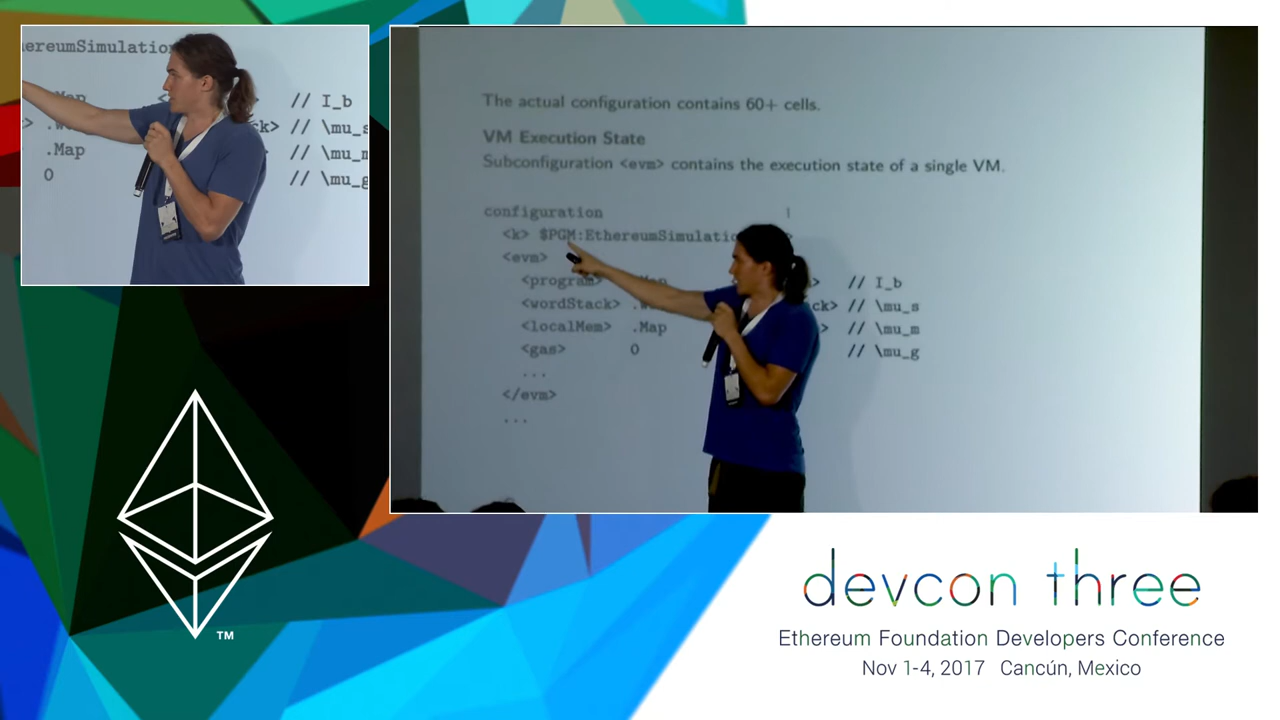 ereumSimulatio
// I_b
ck> // \mu_s
.Map // \mu_m
0 // \mu_g
The actual configuration contains 60+ cells.
VM Execution State
Subconfiguration <evm> contains the execution state of a single VM.
configuration
<k> $PGM:EthereumSimulatio
<evm>
<program> .Map > // I_b
<wordStack> ck> // \mu_s
<localMem> .Map > // \mu_m
<gas> 0 // \mu_g
...
</evm>
...
TM
devcon three
Ethereum Foundation Developers Conference
Nov 1-4, 2017 Cancún, Mexico